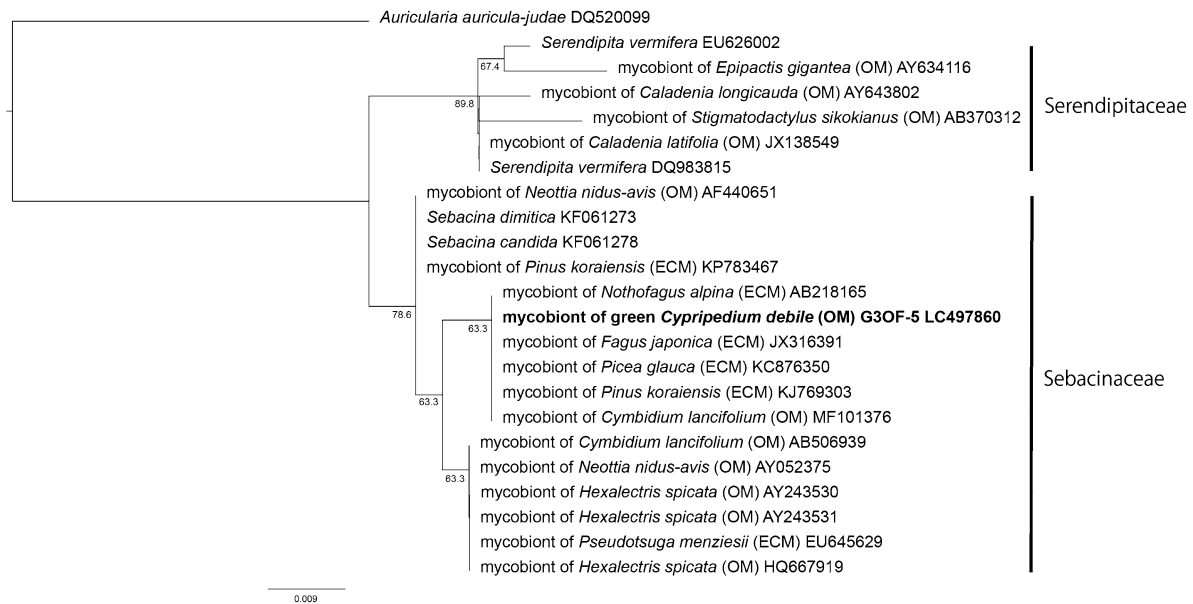 Auricularia auricula-judae DQ520099
Serendipita vermifera EU626002
67.4
mycobiont of Epipactis gigantea (OM) AY634116
mycobiont of Caladenia longicauda (OM) AY643802
89.8
Serendipitaceae
mycobiont of Stigmatodactylus sikokianus (OM) AB370312
mycobiont of Caladenia latifolia (OM) JX138549
Serendipita vermifera DQ983815
mycobiont of Neottia nidus-avis (OM) AF440651
Sebacina dimitica KF061273
Sebacina candida KF061278
mycobiont of Pinus koraiensis (ECM) KP783467
mycobiont of Nothofagus alpina (ECM) AB218165
78.6
mycobiont of green Cypripedium debile (OM) G3OF-5 LC497860
63.3
mycobiont of Fagus japonica (ECM) JX316391
mycobiont of Picea glauca (ECM) KC876350
Sebacinaceae
mycobiont of Pinus koraiensis (ECM) KJ769303
63.3
mycobiont of Cymbidium lancifolium (OM) MF101376
mycobiont of Cymbidium lancifolium (OM) AB506939
mycobiont of Neottia nidus-avis (OM) AY052375
63.3
mycobiont of Hexalectris spicata (OM) AY243530
mycobiont of Hexalectris spicata (OM) AY243531
mycobiont of Pseudotsuga menziesii (ECM) EU645629
mycobiont of Hexalectris spicata (OM) HQ667919
0.009